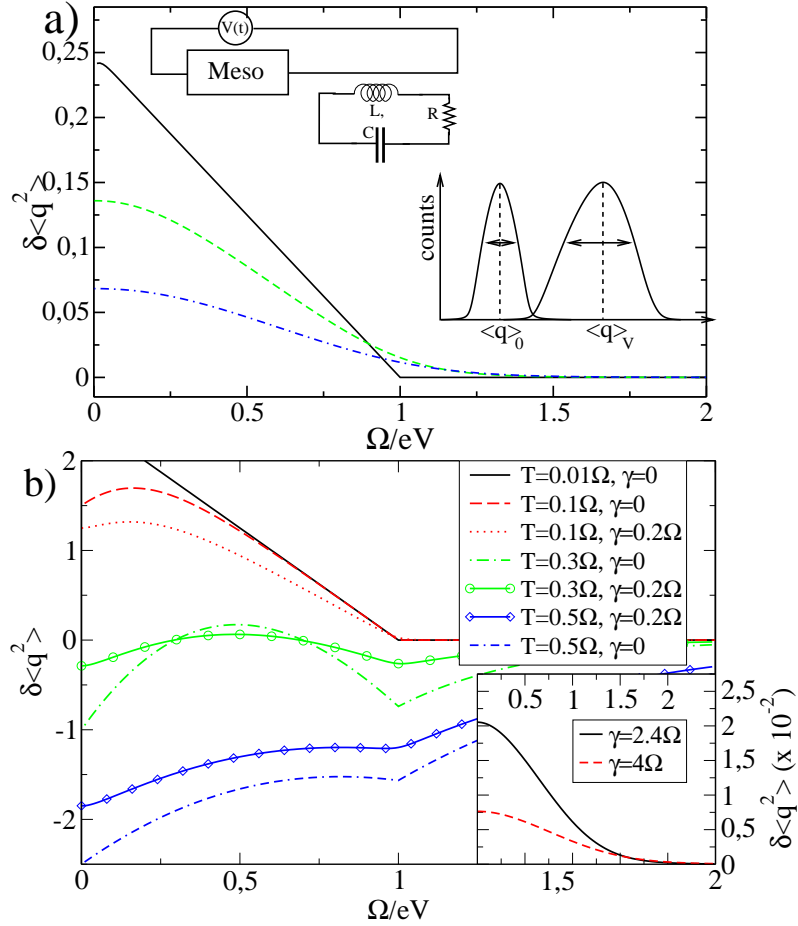 a)
V(t)
Meso
L,
C
R
0,25
0,2
0,15
0,1
0,05
0
δ<q²>
counts
<q>₀
<q>V
0
0.5
1
1.5
2
Ω/eV
b)
2
1
0
-1
-2
δ<q²>
T=0.01Ω, γ=0
T=0.1Ω, γ=0
T=0.1Ω, γ=0.2Ω
T=0.3Ω, γ=0
T=0.3Ω, γ=0.2Ω
T=0.5Ω, γ=0.2Ω
T=0.5Ω, γ=0
0.5
1
1.5
2
γ=2.4Ω
γ=4Ω
2,5
2
1,5
1
0,5
0
δ<q²> (x 10⁻²)
0
0,5
1
1,5
2
Ω/eV